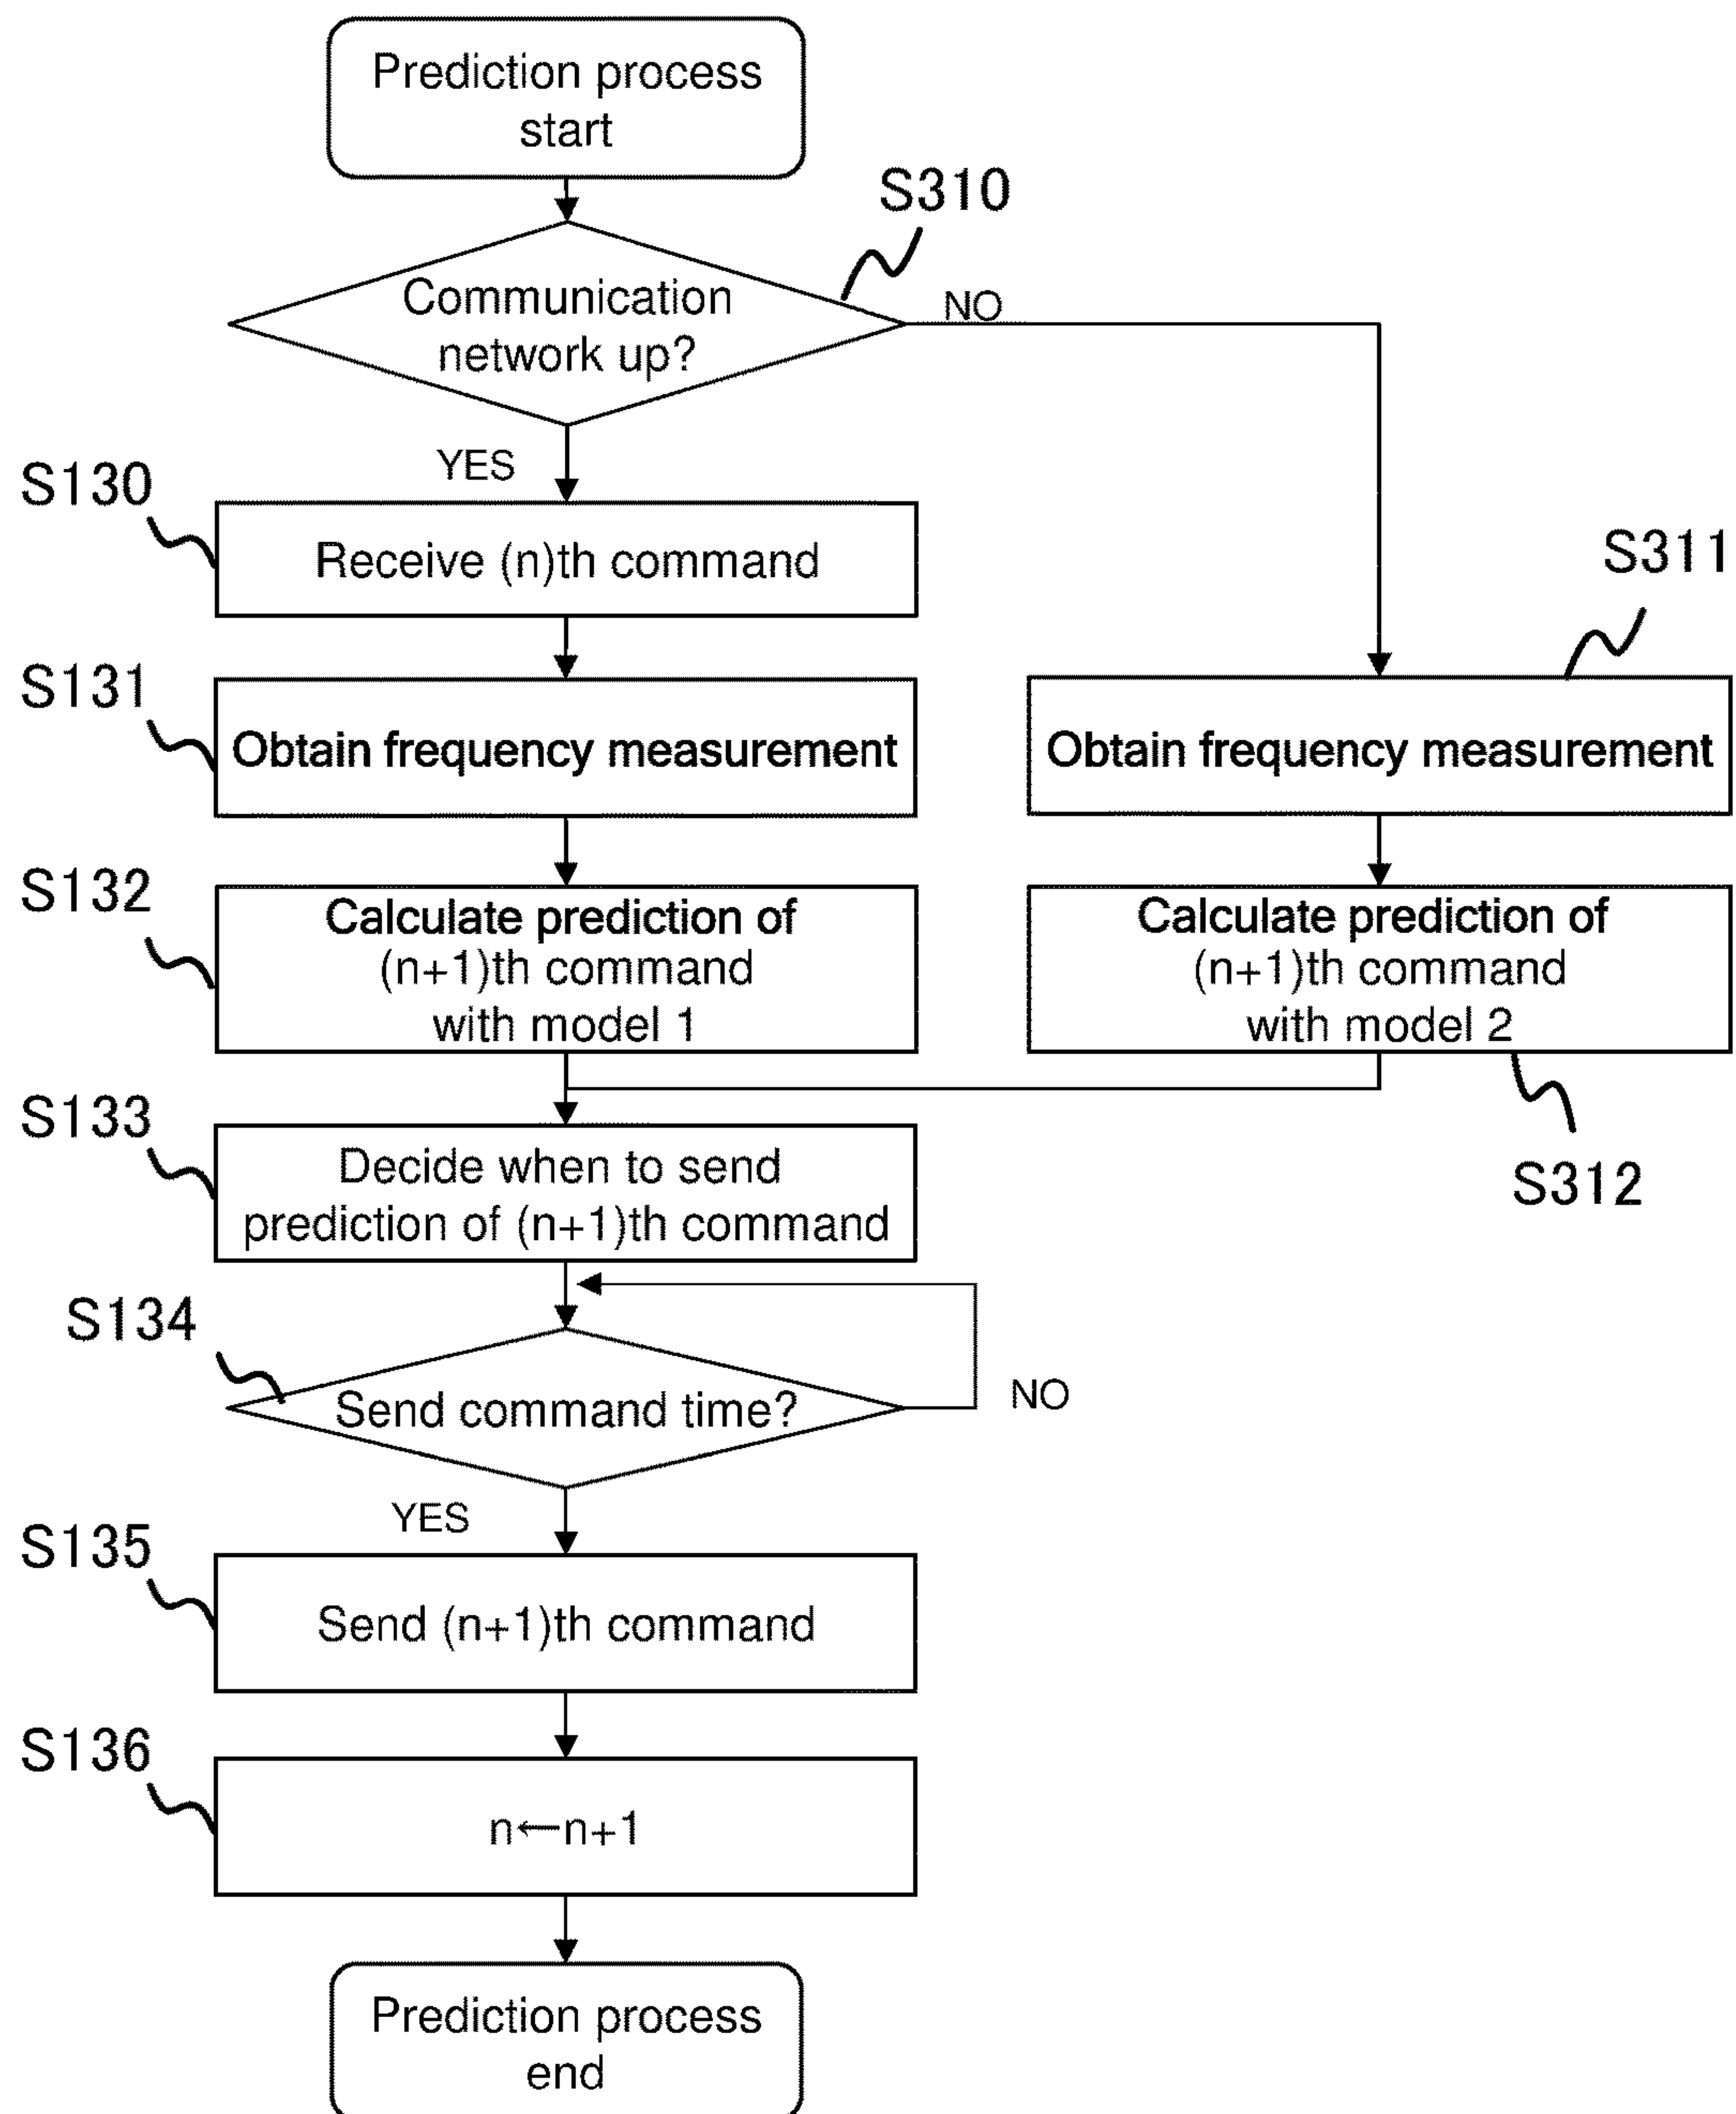 Prediction process
start
S310
Communication
network up?
NO
YES
S130
Receive (n)th command
S311
S131
Obtain frequency measurement
Obtain frequency measurement
S132
Calculate prediction of
(n+1)th command
with model 1
Calculate prediction of
(n+1)th command
with model 2
S133
Decide when to send
prediction of (n+1)th command
S312
S134
Send command time?
NO
YES
S135
Send (n+1)th command
S136
n←n+1
Prediction process
end